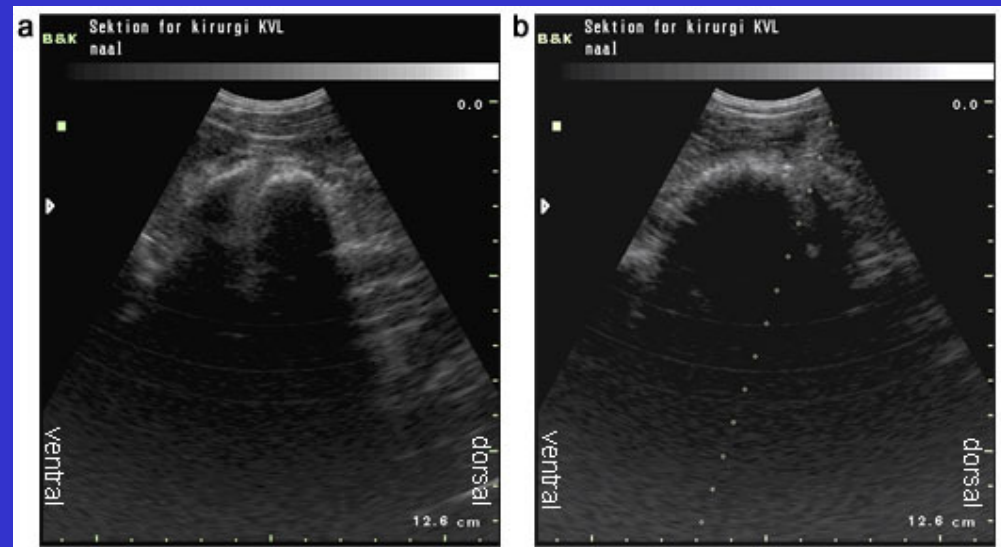 a
B&K Sektion for kirurgi KVL
naal
0.0
ventral
dorsal
12.6 cm
b
B&K Sektion for kirurgi KVL
naal
0.0
ventral
dorsal
12.6 cm